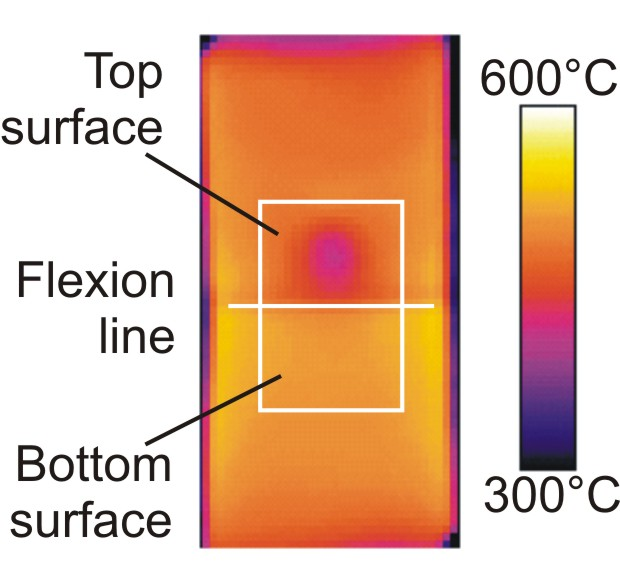 Top
surface
600°C
Flexion
line
Bottom
surface
300°C